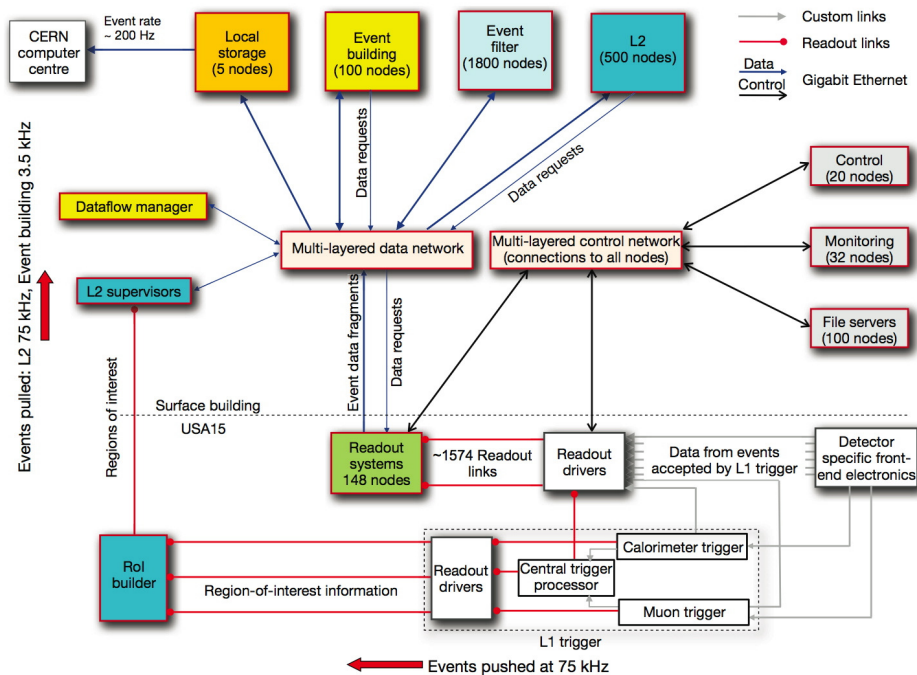 CERN
computer
centre
Event rate
~ 200 Hz
Local
storage
(5 nodes)
Event
building
(100 nodes)
Event
filter
(1800 nodes)
L2
(500 nodes)
Custom links
Readout links
Data
Control
Gigabit Ethernet
Data requests
Data requests
Control
(20 nodes)
Monitoring
(32 nodes)
File servers
(100 nodes)
Dataflow manager
Multi-layered data network
Multi-layered control network
(connections to all nodes)
L2 supervisors
Events pulled: L2 75 kHz, Event building 3.5 kHz
Regions of interest
Event data fragments
Data requests
Surface building
USA15
Readout
systems
148 nodes
~1574 Readout
links
Readout
drivers
Data from events
accepted by L1 trigger
Detector
specific front-
end electronics
RoI
builder
Region-of-interest information
Readout
drivers
Central trigger
processor
Calorimeter trigger
Muon trigger
L1 trigger
Events pushed at 75 kHz